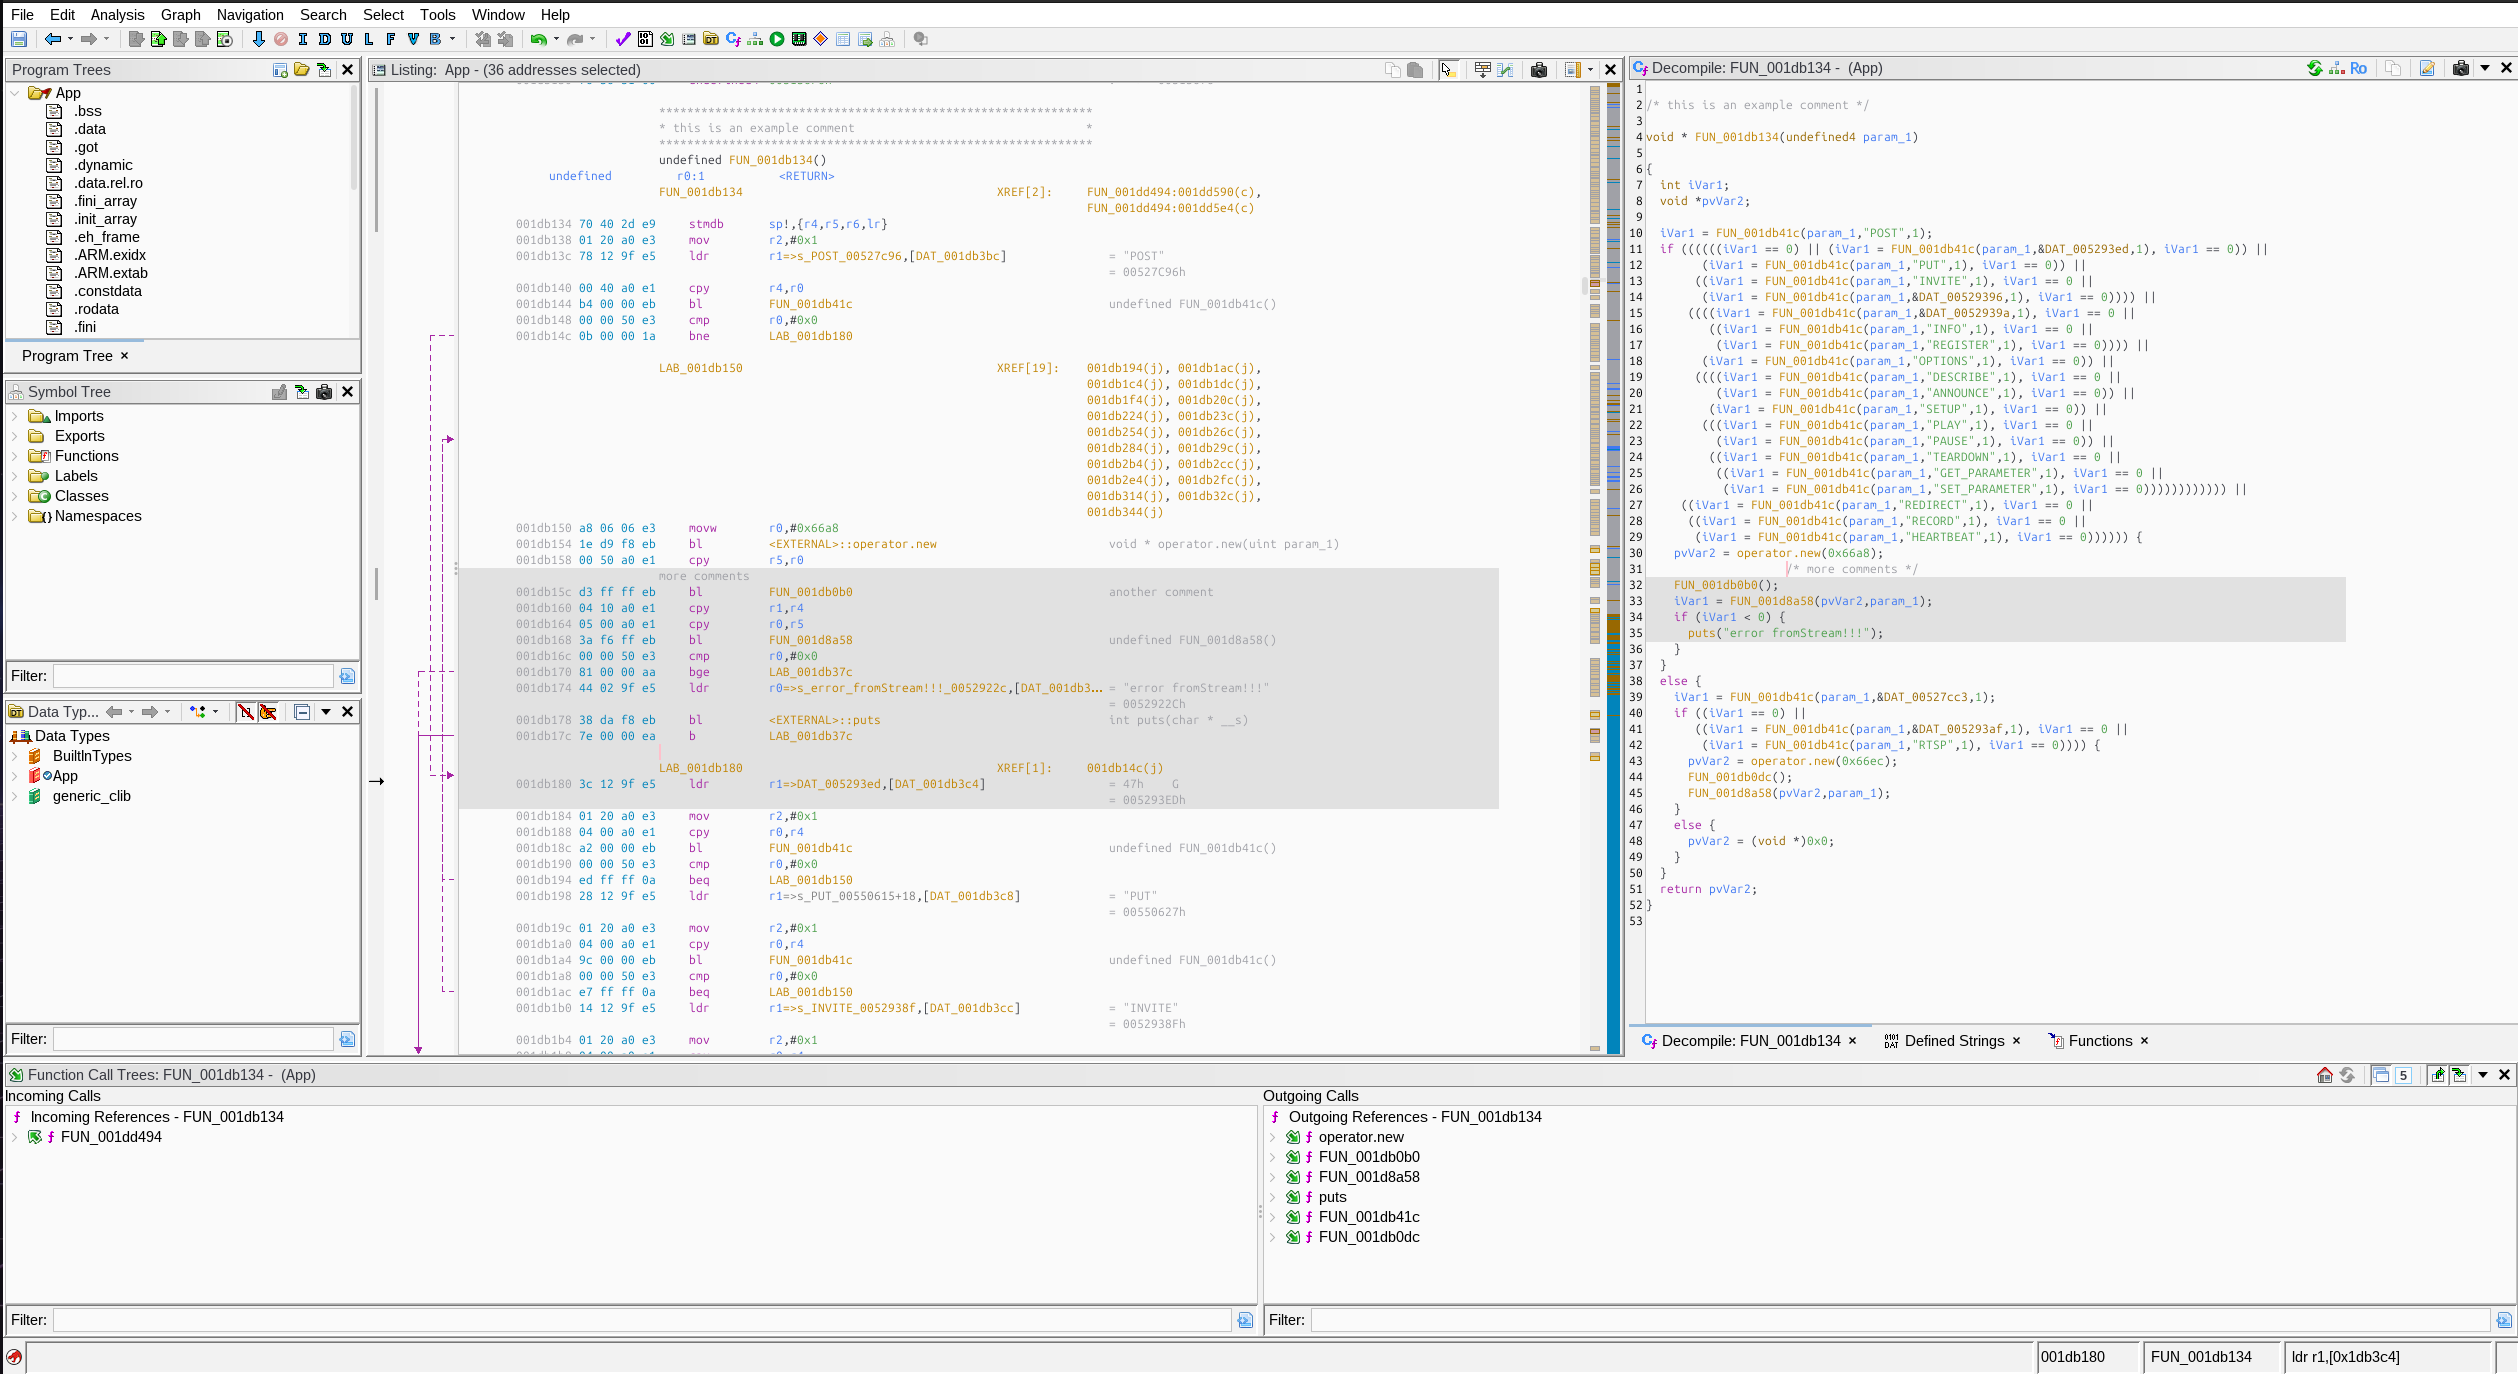 File Edit Analysis Graph Navigation Search Select Tools Window Help
I D U L F V B
Program Trees
App
.bss
.data
.got
.dynamic
.data.rel.ro
.fini_array
.init_array
.eh_frame
.ARM.exidx
.ARM.extab
.constdata
.rodata
.fini
Program Tree ×
Symbol Tree
Imports
Exports
Functions
Labels
Classes
Namespaces
Filter:
Data Typ...
Data Types
BuiltInTypes
App
generic_clib
Filter:
Listing: App - (36 addresses selected)
**************************************************************
* this is an example comment *
**************************************************************
undefined FUN_001db134()
undefined r0:1 <RETURN>
FUN_001db134 XREF[2]: FUN_001dd494:001dd590(c),
FUN_001dd494:001dd5e4(c)
001db134 70 40 2d e9 stmdb sp!,{r4,r5,r6,lr}
001db138 01 20 a0 e3 mov r2,#0x1
001db13c 78 12 9f e5 ldr r1=>s_POST_00527c96,[DAT_001db3bc] = "POST"
= 00527C96h
001db140 00 40 a0 e1 cpy r4,r0
001db144 b4 00 00 eb bl FUN_001db41c undefined FUN_001db41c()
001db148 00 00 50 e3 cmp r0,#0x0
001db14c 0b 00 00 1a bne LAB_001db180
LAB_001db150 XREF[19]: 001db194(j), 001db1ac(j),
001db1c4(j), 001db1dc(j),
001db1f4(j), 001db20c(j),
001db224(j), 001db23c(j),
001db254(j), 001db26c(j),
001db284(j), 001db29c(j),
001db2b4(j), 001db2cc(j),
001db2e4(j), 001db2fc(j),
001db314(j), 001db32c(j),
001db344(j)
001db150 a8 06 06 e3 movw r0,#0x66a8
001db154 1e d9 f8 eb bl <EXTERNAL>::operator.new void * operator.new(uint param_1)
001db158 00 50 a0 e1 cpy r5,r0
more comments
001db15c d3 ff ff eb bl FUN_001db0b0 another comment
001db160 04 10 a0 e1 cpy r1,r4
001db164 05 00 a0 e1 cpy r0,r5
001db168 3a f6 ff eb bl FUN_001d8a58 undefined FUN_001d8a58()
001db16c 00 00 50 e3 cmp r0,#0x0
001db170 81 00 00 aa bge LAB_001db37c
001db174 44 02 9f e5 ldr r0=>s_error_fromStream!!!_0052922c,[DAT_001db3... = "error fromStream!!!"
= 0052922Ch
001db178 38 da f8 eb bl <EXTERNAL>::puts int puts(char * __s)
001db17c 7e 00 00 ea b LAB_001db37c
LAB_001db180 XREF[1]: 001db14c(j)
001db180 3c 12 9f e5 ldr r1=>DAT_005293ed,[DAT_001db3c4] = 47h G
= 005293EDh
001db184 01 20 a0 e3 mov r2,#0x1
001db188 04 00 a0 e1 cpy r0,r4
001db18c a2 00 00 eb bl FUN_001db41c undefined FUN_001db41c()
001db190 00 00 50 e3 cmp r0,#0x0
001db194 ed ff ff 0a beq LAB_001db150
001db198 28 12 9f e5 ldr r1=>s_PUT_00550615+18,[DAT_001db3c8] = "PUT"
= 00550627h
001db19c 01 20 a0 e3 mov r2,#0x1
001db1a0 04 00 a0 e1 cpy r0,r4
001db1a4 9c 00 00 eb bl FUN_001db41c undefined FUN_001db41c()
001db1a8 00 00 50 e3 cmp r0,#0x0
001db1ac e7 ff ff 0a beq LAB_001db150
001db1b0 14 12 9f e5 ldr r1=>s_INVITE_0052938f,[DAT_001db3cc] = "INVITE"
= 0052938Fh
001db1b4 01 20 a0 e3 mov r2,#0x1
Decompile: FUN_001db134 - (App)
Ro
1
2 /* this is an example comment */
3
4 void * FUN_001db134(undefined4 param_1)
5
6 {
7 int iVar1;
8 void *pvVar2;
9
10 iVar1 = FUN_001db41c(param_1,"POST",1);
11 if ((((((iVar1 == 0) || (iVar1 = FUN_001db41c(param_1,&DAT_005293ed,1), iVar1 == 0)) ||
12 (iVar1 = FUN_001db41c(param_1,"PUT",1), iVar1 == 0)) ||
13 ((iVar1 = FUN_001db41c(param_1,"INVITE",1), iVar1 == 0 ||
14 (iVar1 = FUN_001db41c(param_1,&DAT_00529396,1), iVar1 == 0)))) ||
15 ((((iVar1 = FUN_001db41c(param_1,&DAT_0052939a,1), iVar1 == 0 ||
16 ((iVar1 = FUN_001db41c(param_1,"INFO",1), iVar1 == 0 ||
17 (iVar1 = FUN_001db41c(param_1,"REGISTER",1), iVar1 == 0)))) ||
18 (iVar1 = FUN_001db41c(param_1,"OPTIONS",1), iVar1 == 0)) ||
19 ((((iVar1 = FUN_001db41c(param_1,"DESCRIBE",1), iVar1 == 0 ||
20 (iVar1 = FUN_001db41c(param_1,"ANNOUNCE",1), iVar1 == 0)) ||
21 (iVar1 = FUN_001db41c(param_1,"SETUP",1), iVar1 == 0)) ||
22 (((iVar1 = FUN_001db41c(param_1,"PLAY",1), iVar1 == 0 ||
23 (iVar1 = FUN_001db41c(param_1,"PAUSE",1), iVar1 == 0)) ||
24 ((iVar1 = FUN_001db41c(param_1,"TEARDOWN",1), iVar1 == 0 ||
25 ((iVar1 = FUN_001db41c(param_1,"GET_PARAMETER",1), iVar1 == 0 ||
26 (iVar1 = FUN_001db41c(param_1,"SET_PARAMETER",1), iVar1 == 0)))))))))))) ||
27 ((iVar1 = FUN_001db41c(param_1,"REDIRECT",1), iVar1 == 0 ||
28 ((iVar1 = FUN_001db41c(param_1,"RECORD",1), iVar1 == 0 ||
29 ((iVar1 = FUN_001db41c(param_1,"HEARTBEAT",1), iVar1 == 0)))))) {
30 pvVar2 = operator.new(0x66a8);
31 /* more comments */
32 FUN_001db0b0();
33 iVar1 = FUN_001d8a58(pvVar2,param_1);
34 if (iVar1 < 0) {
35 puts("error fromStream!!!");
36 }
37 }
38 else {
39 iVar1 = FUN_001db41c(param_1,&DAT_00527cc3,1);
40 if ((iVar1 == 0) ||
41 ((iVar1 = FUN_001db41c(param_1,&DAT_005293af,1), iVar1 == 0 ||
42 (iVar1 = FUN_001db41c(param_1,"RTSP",1), iVar1 == 0)))) {
43 pvVar2 = operator.new(0x66ec);
44 FUN_001db0dc();
45 FUN_001d8a58(pvVar2,param_1);
46 }
47 else {
48 pvVar2 = (void *)0x0;
49 }
50 }
51 return pvVar2;
52 }
53
Decompile: FUN_001db134 × Defined Strings × Functions ×
Function Call Trees: FUN_001db134 - (App)
5
Incoming Calls
Incoming References - FUN_001db134
FUN_001dd494
Filter:
Outgoing Calls
Outgoing References - FUN_001db134
operator.new
FUN_001db0b0
FUN_001d8a58
puts
FUN_001db41c
FUN_001db0dc
Filter:
001db180 FUN_001db134 ldr r1,[0x1db3c4]